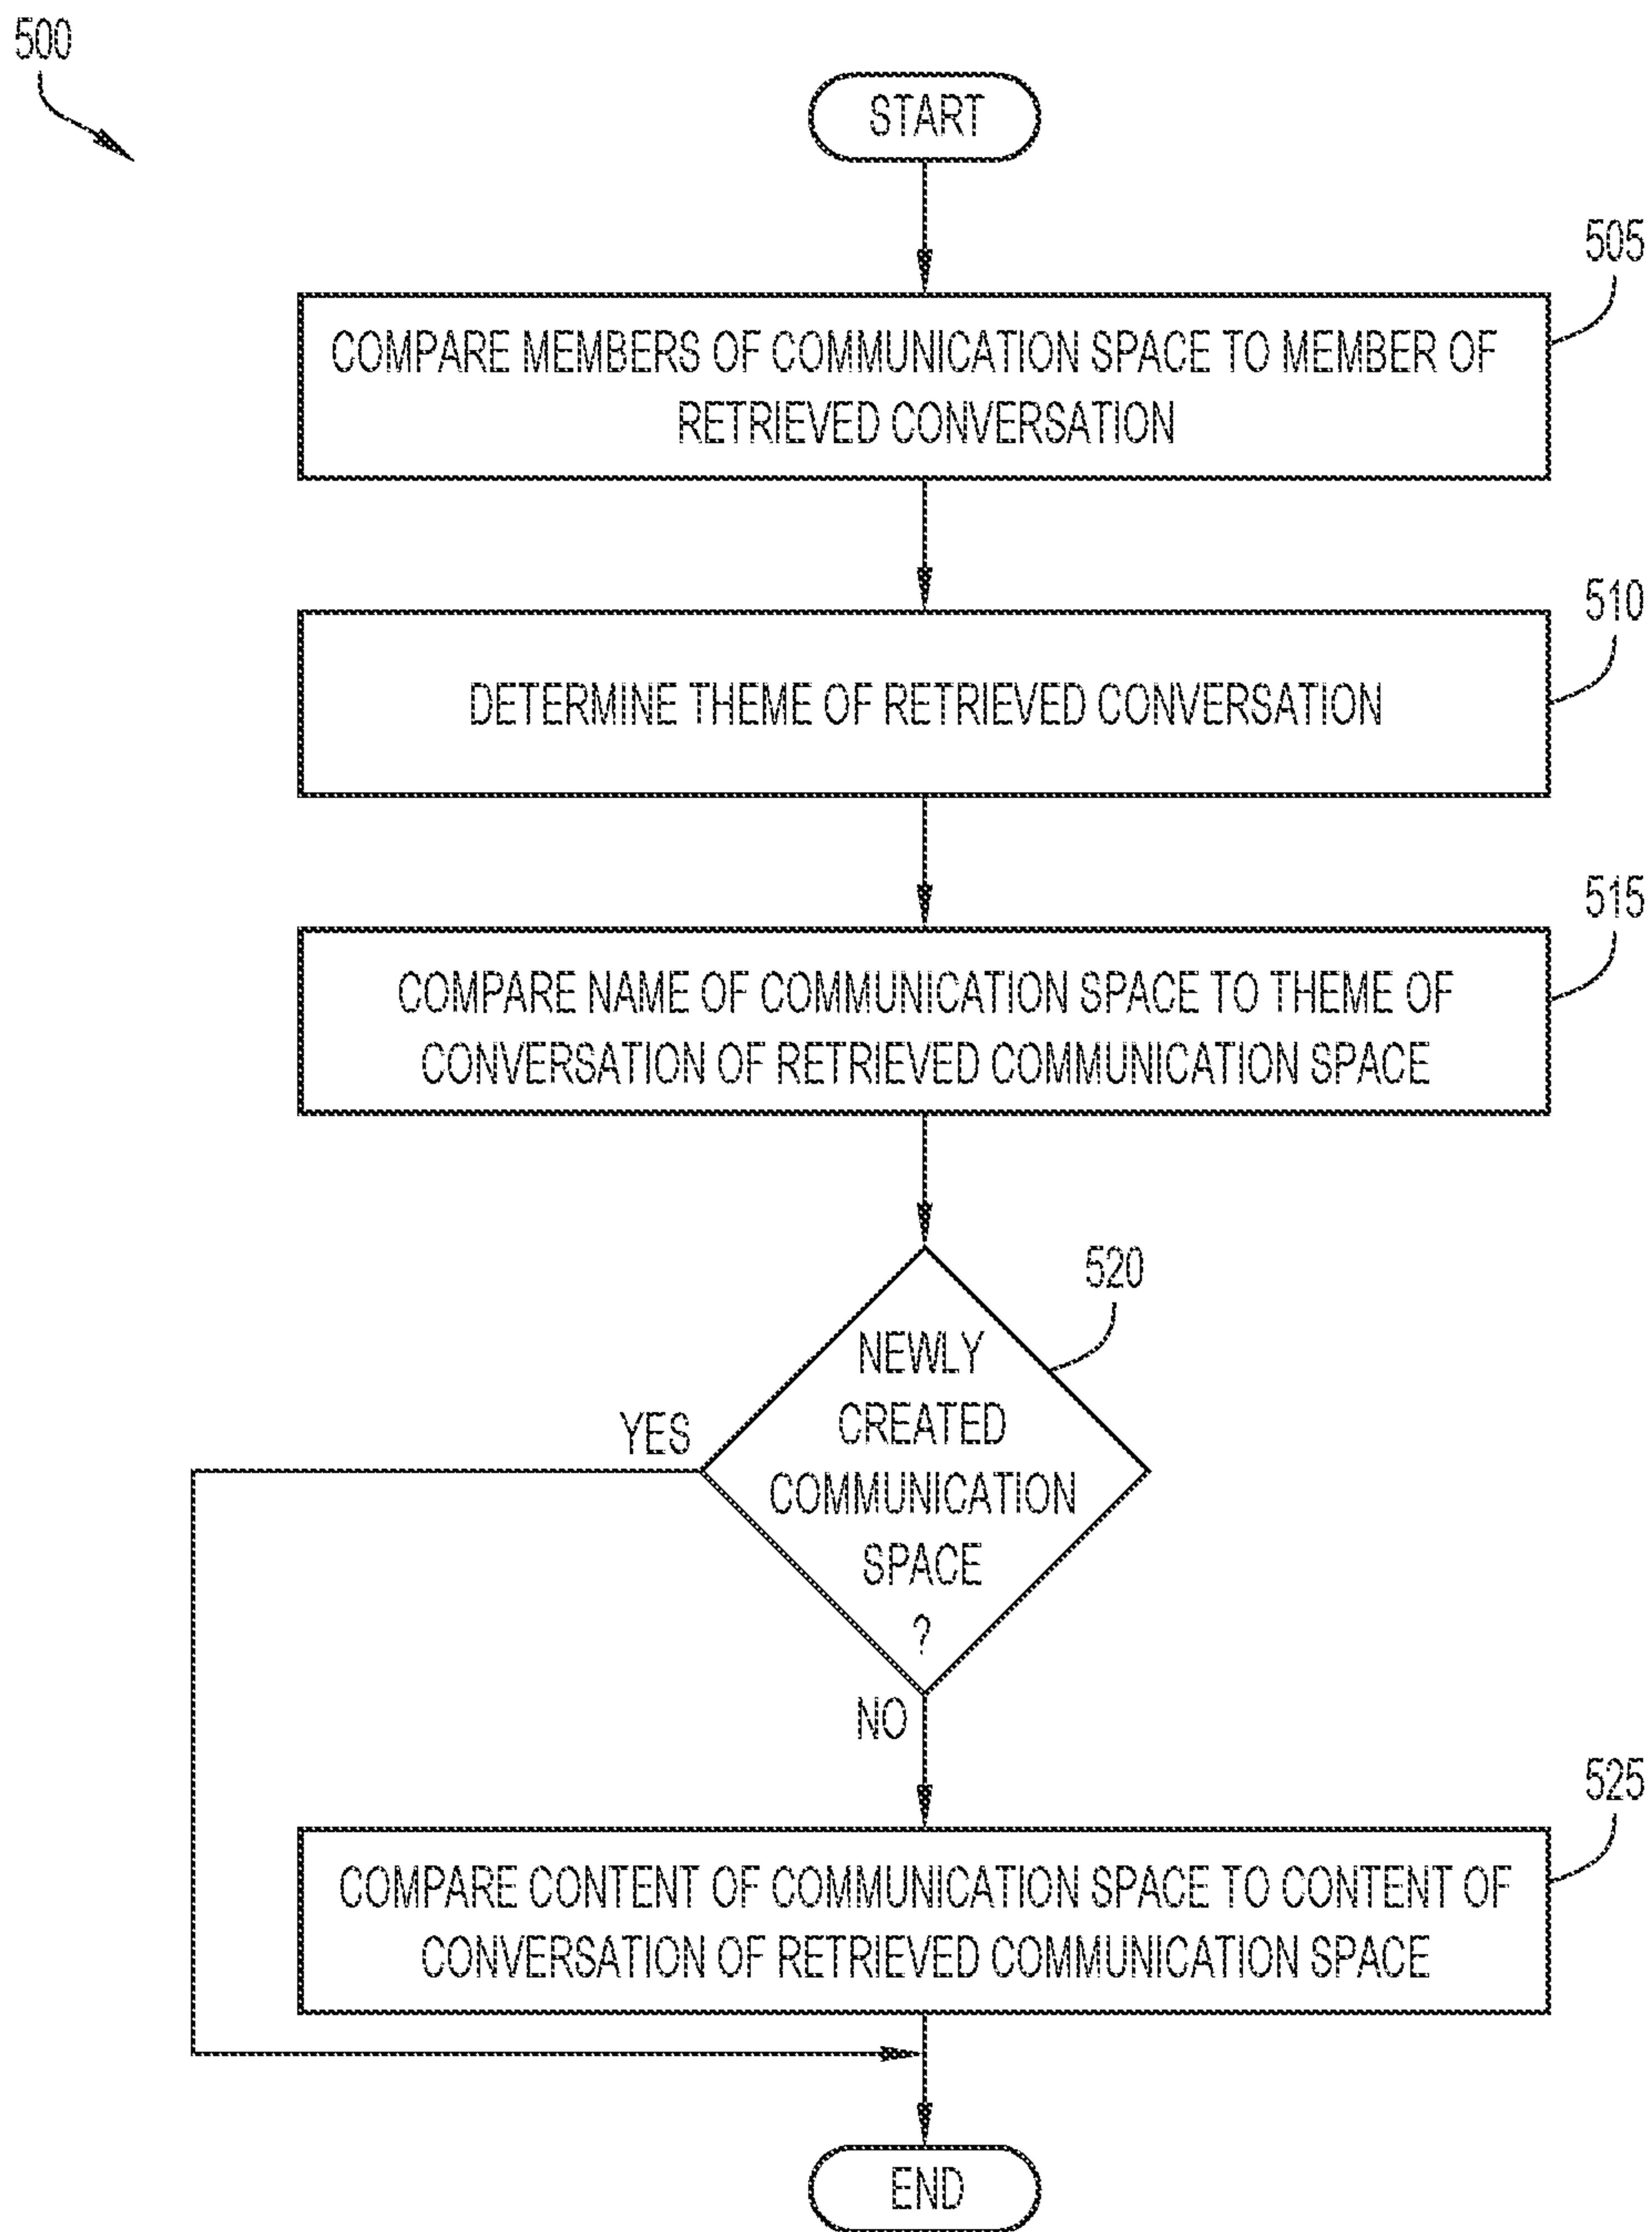 500
START
505
COMPARE MEMBERS OF COMMUNICATION SPACE TO MEMBER OF
RETRIEVED CONVERSATION
510
DETERMINE THEME OF RETRIEVED CONVERSATION
515
COMPARE NAME OF COMMUNICATION SPACE TO THEME OF
CONVERSATION OF RETRIEVED COMMUNICATION SPACE
520
NEWLY
CREATED
COMMUNICATION
SPACE
?
YES
NO
525
COMPARE CONTENT OF COMMUNICATION SPACE TO CONTENT OF
CONVERSATION OF RETRIEVED COMMUNICATION SPACE
END